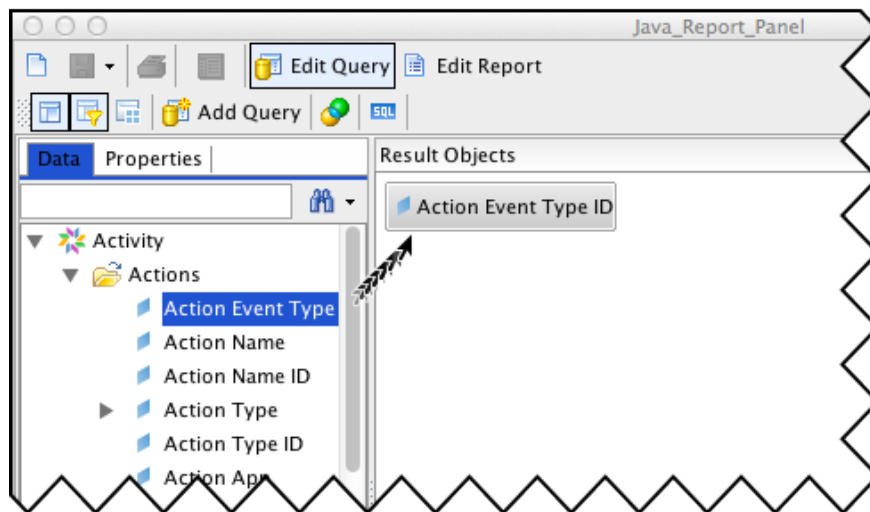 Java_Report_Panel
Edit Query Edit Report
Add Query SQL
Data Properties Result Objects
Action Event Type ID
Activity
Actions
Action Event Type
Action Name
Action Name ID
Action Type
Action Type ID
Action